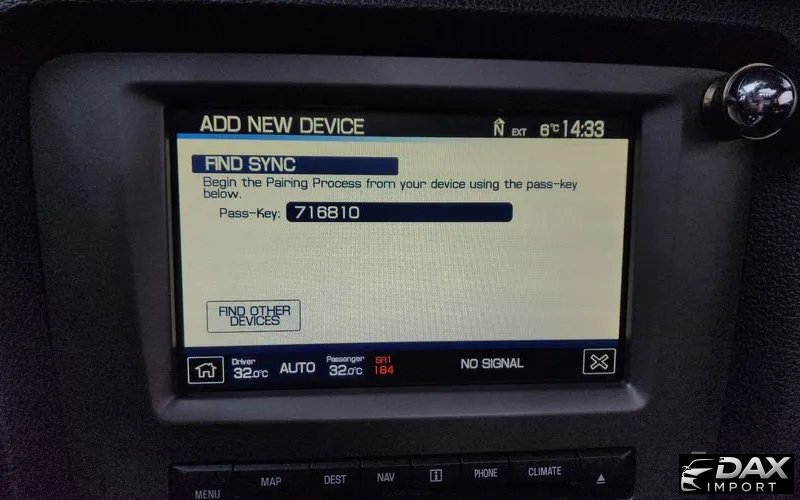 ADD NEW DEVICE
N EXT 6°C 14:33
FIND SYNC
Begin the Pairing Process from your device using the pass-key
below.
Pass-Key: 716810
FIND OTHER
DEVICES
Driver
32.0°C
AUTO
Passenger
32.0°C
SR1
184
NO SIGNAL
MENU
MAP
DEST
NAV
i
PHONE
CLIMATE
DAX
IMPORT